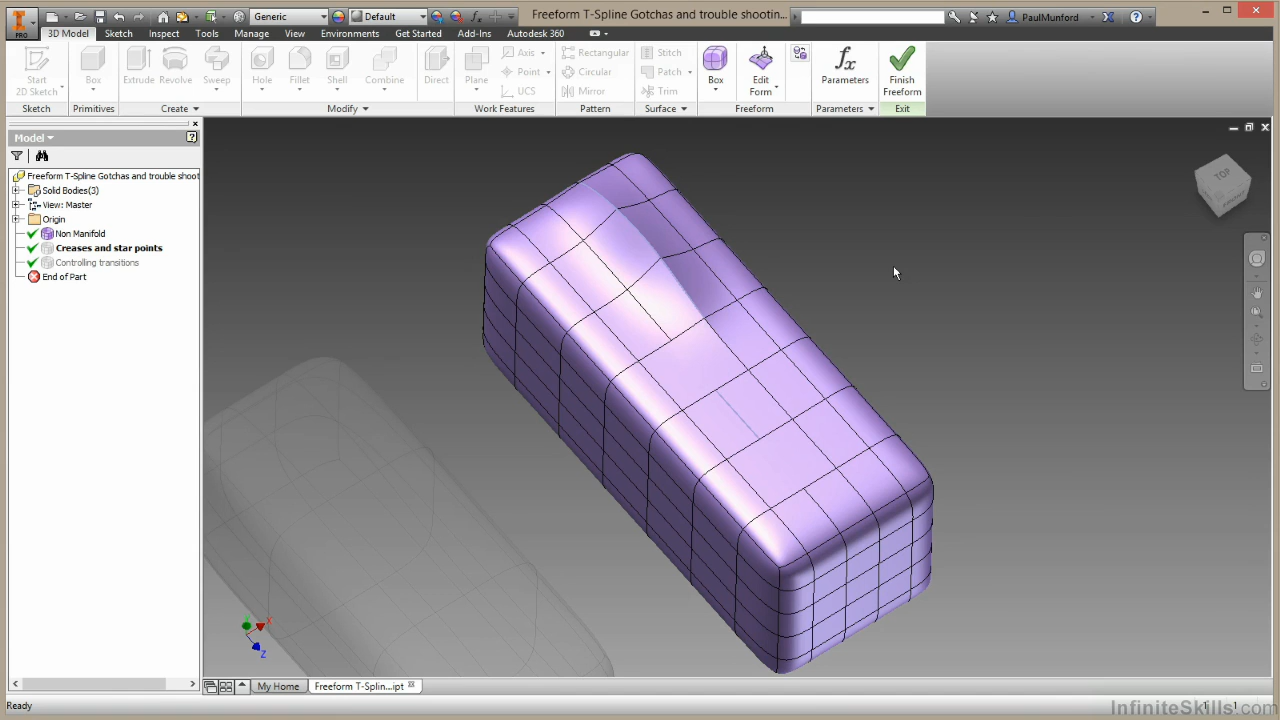 Generic
Default
Freeform T-Spline Gotchas and trouble shootin...
PaulMunford
PRO
3D Model
Sketch
Inspect
Tools
Manage
View
Environments
Get Started
Add-Ins
Autodesk 360
Start
2D Sketch
Box
Extrude
Revolve
Sweep
Hole
Fillet
Shell
Combine
Direct
Plane
Axis
Point
UCS
Rectangular
Circular
Mirror
Stitch
Patch
Trim
Box
Edit
Form
Parameters
Finish
Freeform
Sketch
Primitives
Create
Modify
Work Features
Pattern
Surface
Freeform
Parameters
Exit
Model
Freeform T-Spline Gotchas and trouble shoot
Solid Bodies(3)
View: Master
Origin
Non Manifold
Creases and star points
Controlling transitions
End of Part
TOP
X
Z
My Home
Freeform T-Splin...ipt
Ready
1
1
InfiniteSkills.com